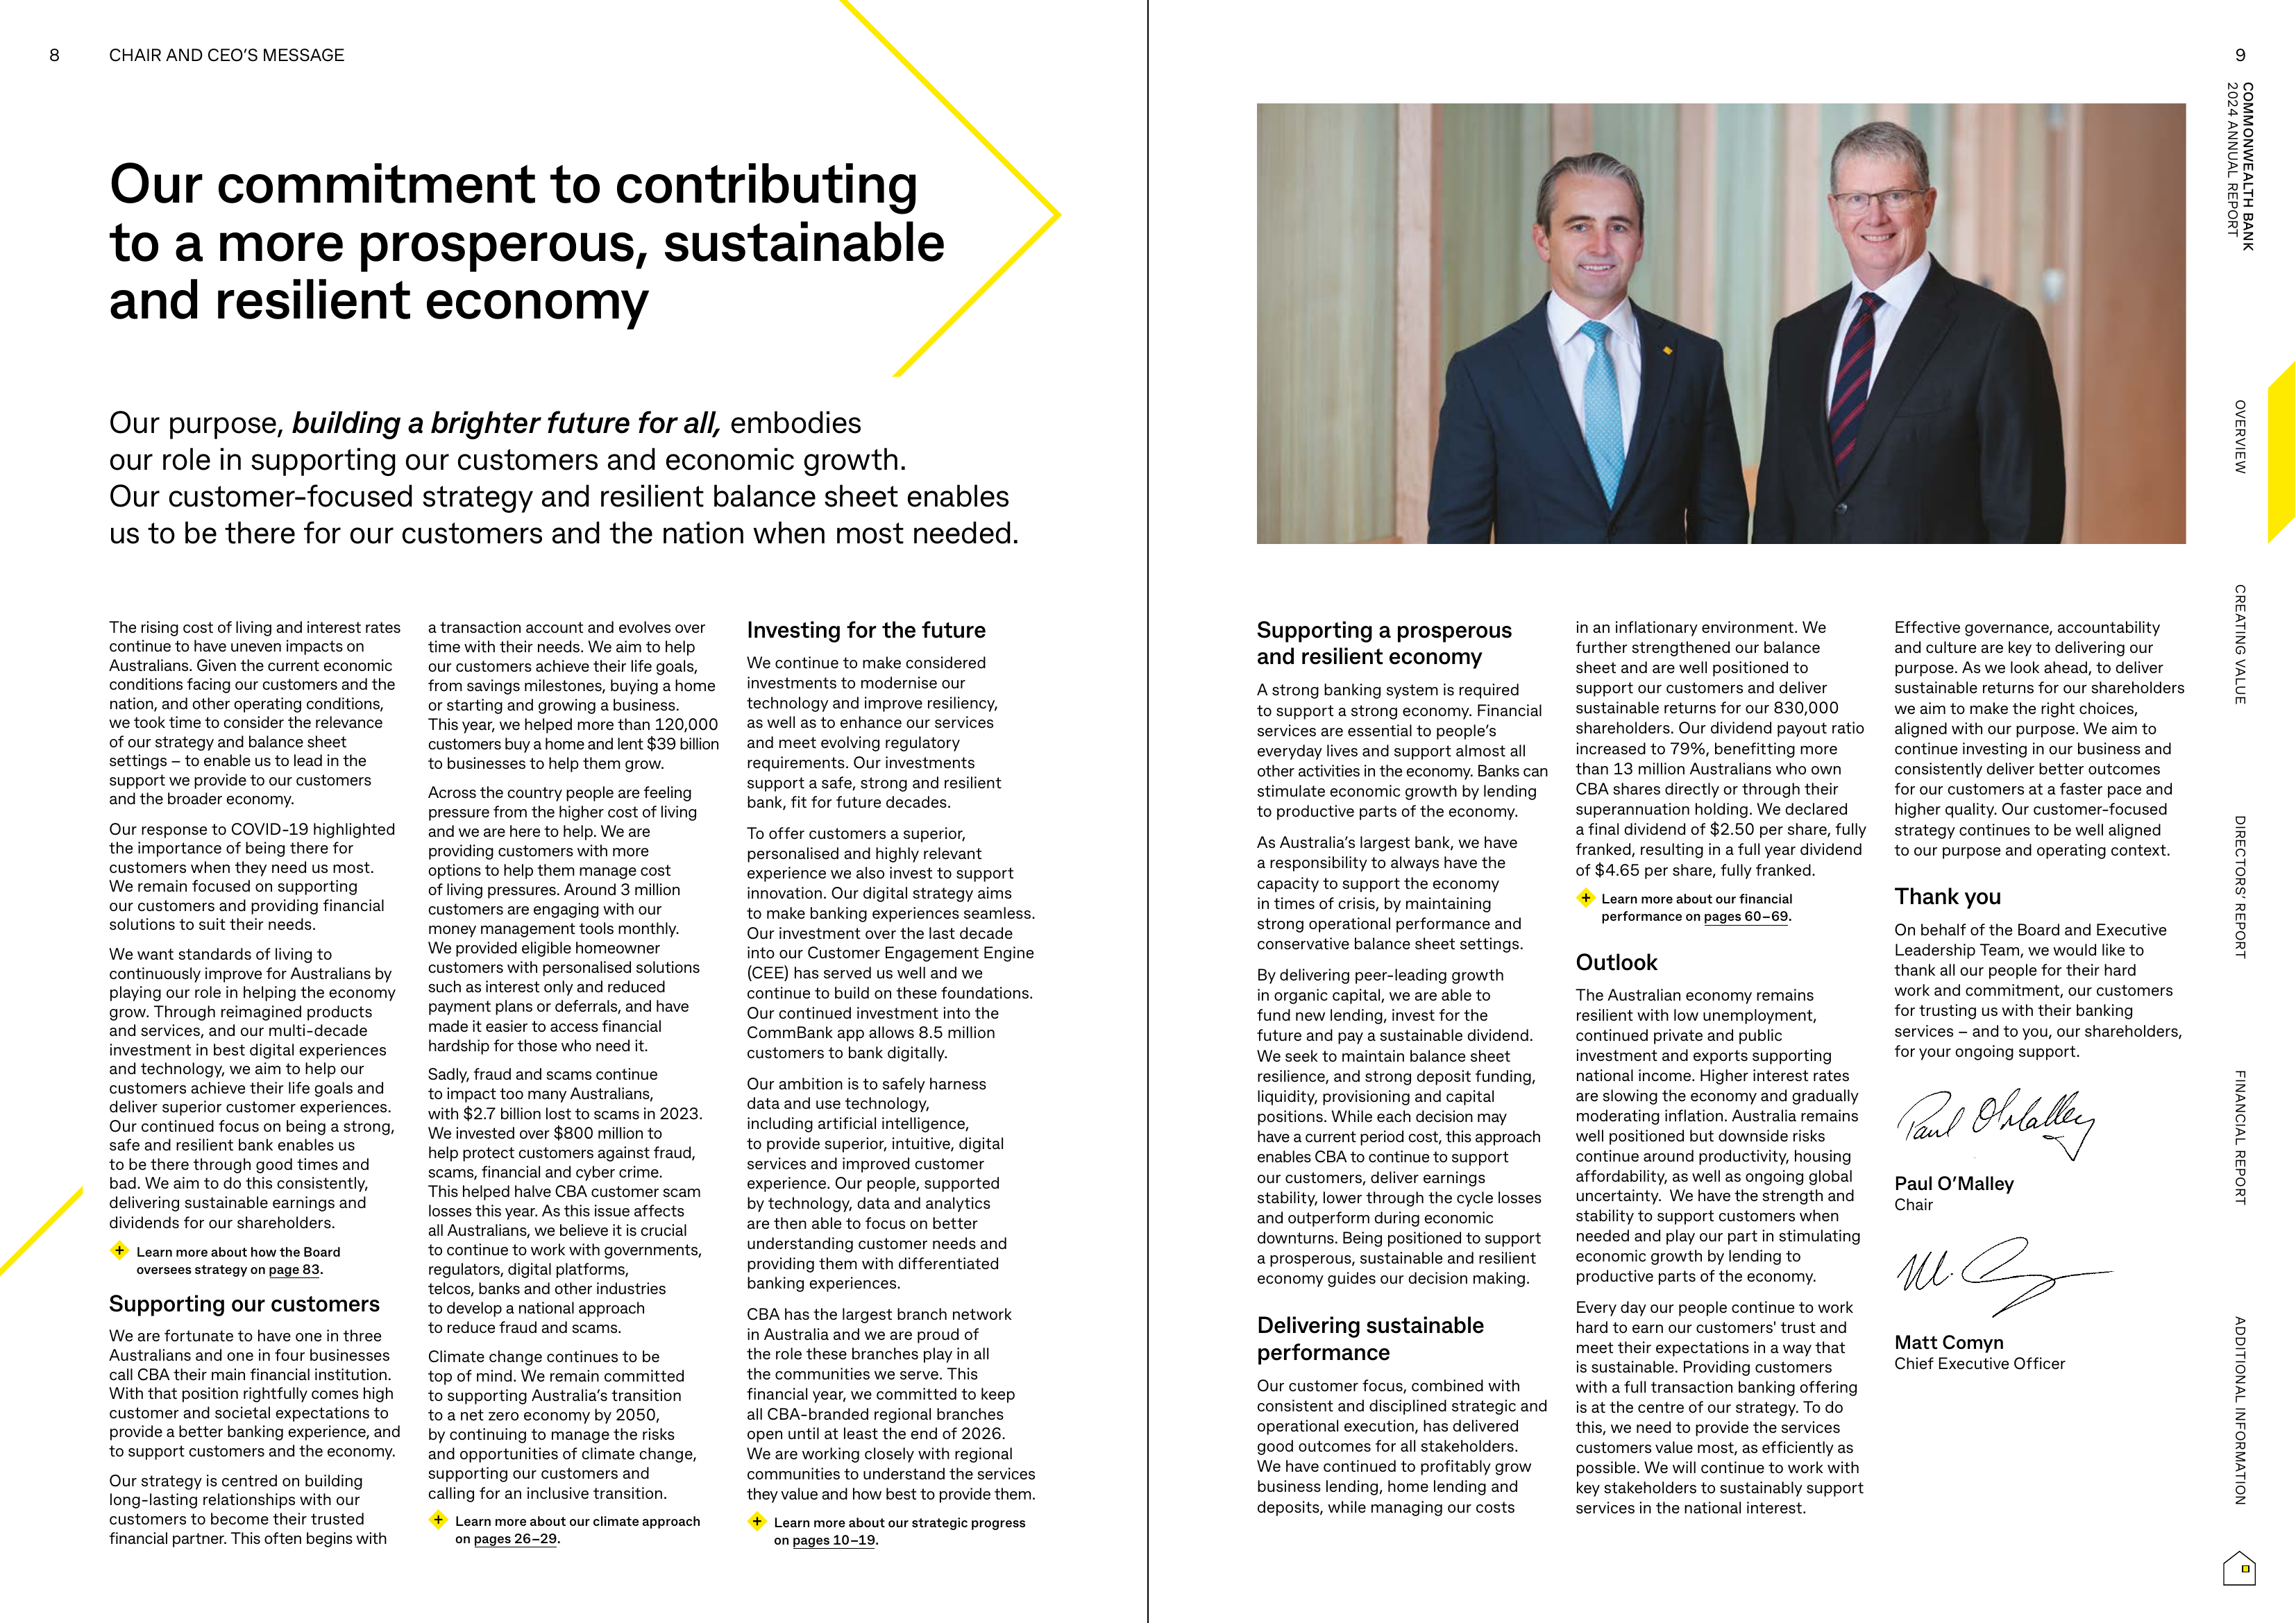 8
CHAIR AND CEO’S MESSAGE
Our commitment to contributing
to a more prosperous, sustainable
and resilient economy
Our purpose, building a brighter future for all, embodies
our role in supporting our customers and economic growth.
Our customer-focused strategy and resilient balance sheet enables
us to be there for our customers and the nation when most needed.
The rising cost of living and interest rates
continue to have uneven impacts on
Australians. Given the current economic
conditions facing our customers and the
nation, and other operating conditions,
we took time to consider the relevance
of our strategy and balance sheet
settings – to enable us to lead in the
support we provide to our customers
and the broader economy.
Our response to COVID-19 highlighted
the importance of being there for
customers when they need us most.
We remain focused on supporting
our customers and providing financial
solutions to suit their needs.
We want standards of living to
continuously improve for Australians by
playing our role in helping the economy
grow. Through reimagined products
and services, and our multi-decade
investment in best digital experiences
and technology, we aim to help our
customers achieve their life goals and
deliver superior customer experiences.
Our continued focus on being a strong,
safe and resilient bank enables us
to be there through good times and
bad. We aim to do this consistently,
delivering sustainable earnings and
dividends for our shareholders.
Learn more about how the Board
oversees strategy on page 83.
Supporting our customers
We are fortunate to have one in three
Australians and one in four businesses
call CBA their main financial institution.
With that position rightfully comes high
customer and societal expectations to
provide a better banking experience, and
to support customers and the economy.
Our strategy is centred on building
long-lasting relationships with our
customers to become their trusted
financial partner. This often begins with
a transaction account and evolves over
time with their needs. We aim to help
our customers achieve their life goals,
from savings milestones, buying a home
or starting and growing a business.
This year, we helped more than 120,000
customers buy a home and lent $39 billion
to businesses to help them grow.
Across the country people are feeling
pressure from the higher cost of living
and we are here to help. We are
providing customers with more
options to help them manage cost
of living pressures. Around 3 million
customers are engaging with our
money management tools monthly.
We provided eligible homeowner
customers with personalised solutions
such as interest only and reduced
payment plans or deferrals, and have
made it easier to access financial
hardship for those who need it.
Sadly, fraud and scams continue
to impact too many Australians,
with $2.7 billion lost to scams in 2023.
We invested over $800 million to
help protect customers against fraud,
scams, financial and cyber crime.
This helped halve CBA customer scam
losses this year. As this issue affects
all Australians, we believe it is crucial
to continue to work with governments,
regulators, digital platforms,
telcos, banks and other industries
to develop a national approach
to reduce fraud and scams.
Climate change continues to be
top of mind. We remain committed
to supporting Australia’s transition
to a net zero economy by 2050,
by continuing to manage the risks
and opportunities of climate change,
supporting our customers and
calling for an inclusive transition.
Learn more about our climate approach
on pages 26–29.
Investing for the future
We continue to make considered
investments to modernise our
technology and improve resiliency,
as well as to enhance our services
and meet evolving regulatory
requirements. Our investments
support a safe, strong and resilient
bank, fit for future decades.
To offer customers a superior,
personalised and highly relevant
experience we also invest to support
innovation. Our digital strategy aims
to make banking experiences seamless.
Our investment over the last decade
into our Customer Engagement Engine
(CEE) has served us well and we
continue to build on these foundations.
Our continued investment into the
CommBank app allows 8.5 million
customers to bank digitally.
Our ambition is to safely harness
data and use technology,
including artificial intelligence,
to provide superior, intuitive, digital
services and improved customer
experience. Our people, supported
by technology, data and analytics
are then able to focus on better
understanding customer needs and
providing them with differentiated
banking experiences.
CBA has the largest branch network
in Australia and we are proud of
the role these branches play in all
the communities we serve. This
financial year, we committed to keep
all CBA-branded regional branches
open until at least the end of 2026.
We are working closely with regional
communities to understand the services
they value and how best to provide them.
Learn more about our strategic progress
on pages 10–19.
Supporting a prosperous
and resilient economy
A strong banking system is required
to support a strong economy. Financial
services are essential to people’s
everyday lives and support almost all
other activities in the economy. Banks can
stimulate economic growth by lending
to productive parts of the economy.
As Australia’s largest bank, we have
a responsibility to always have the
capacity to support the economy
in times of crisis, by maintaining
strong operational performance and
conservative balance sheet settings.
By delivering peer-leading growth
in organic capital, we are able to
fund new lending, invest for the
future and pay a sustainable dividend.
We seek to maintain balance sheet
resilience, and strong deposit funding,
liquidity, provisioning and capital
positions. While each decision may
have a current period cost, this approach
enables CBA to continue to support
our customers, deliver earnings
stability, lower through the cycle losses
and outperform during economic
downturns. Being positioned to support
a prosperous, sustainable and resilient
economy guides our decision making.
Delivering sustainable
performance
Our customer focus, combined with
consistent and disciplined strategic and
operational execution, has delivered
good outcomes for all stakeholders.
We have continued to profitably grow
business lending, home lending and
deposits, while managing our costs
in an inflationary environment. We
further strengthened our balance
sheet and are well positioned to
support our customers and deliver
sustainable returns for our 830,000
shareholders. Our dividend payout ratio
increased to 79%, benefitting more
than 13 million Australians who own
CBA shares directly or through their
superannuation holding. We declared
a final dividend of $2.50 per share, fully
franked, resulting in a full year dividend
of $4.65 per share, fully franked.
Learn more about our financial
performance on pages 60–69.
Outlook
The Australian economy remains
resilient with low unemployment,
continued private and public
investment and exports supporting
national income. Higher interest rates
are slowing the economy and gradually
moderating inflation. Australia remains
well positioned but downside risks
continue around productivity, housing
affordability, as well as ongoing global
uncertainty. We have the strength and
stability to support customers when
needed and play our part in stimulating
economic growth by lending to
productive parts of the economy.
Every day our people continue to work
hard to earn our customers' trust and
meet their expectations in a way that
is sustainable. Providing customers
with a full transaction banking offering
is at the centre of our strategy. To do
this, we need to provide the services
customers value most, as efficiently as
possible. We will continue to work with
key stakeholders to sustainably support
services in the national interest.
Effective governance, accountability
and culture are key to delivering our
purpose. As we look ahead, to deliver
sustainable returns for our shareholders
we aim to make the right choices,
aligned with our purpose. We aim to
continue investing in our business and
consistently deliver better outcomes
for our customers at a faster pace and
higher quality. Our customer-focused
strategy continues to be well aligned
to our purpose and operating context.
Thank you
On behalf of the Board and Executive
Leadership Team, we would like to
thank all our people for their hard
work and commitment, our customers
for trusting us with their banking
services – and to you, our shareholders,
for your ongoing support.
Paul O'Malley
Paul O’Malley
Chair
Matt Comyn
Chief Executive Officer
9
COMMONWEALTH BANK
2024 ANNUAL REPORT
OVERVIEW
CREATING VALUE
DIRECTORS’ REPORT
FINANCIAL REPORT
ADDITIONAL INFORMATION